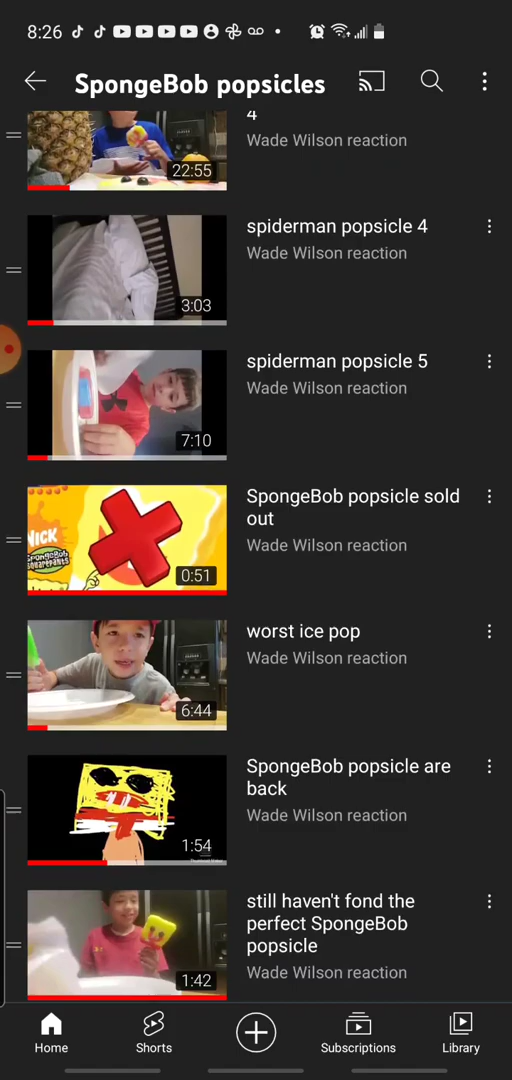 8:26
SpongeBob popsicles
4
Wade Wilson reaction
22:55
spiderman popsicle 4
Wade Wilson reaction
3:03
spiderman popsicle 5
Wade Wilson reaction
7:10
SpongeBob popsicle sold
out
Wade Wilson reaction
NICK
SpongeBob
SquarePants
0:51
worst ice pop
Wade Wilson reaction
6:44
SpongeBob popsicle are
back
Wade Wilson reaction
1:54
still haven't fond the
perfect SpongeBob
popsicle
Wade Wilson reaction
1:42
Home
Shorts
Subscriptions
Library